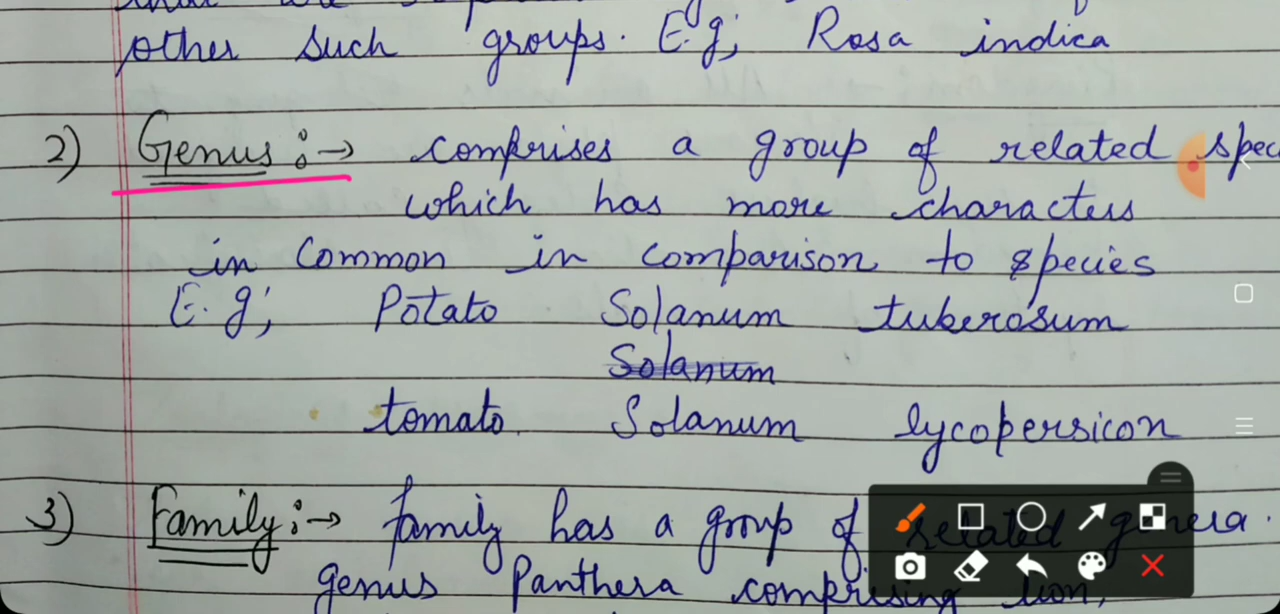 other such groups. E.g; Rosa indica
2) Genus :→ comprises a group of related spec
which has more characters
in common in comparison to species
E.g; Potato Solanum tuberosum
Solanum
tomato. Solanum lycopersicon
3) Family :→ family has a group of related genera.
genus Panthera comprising lion,